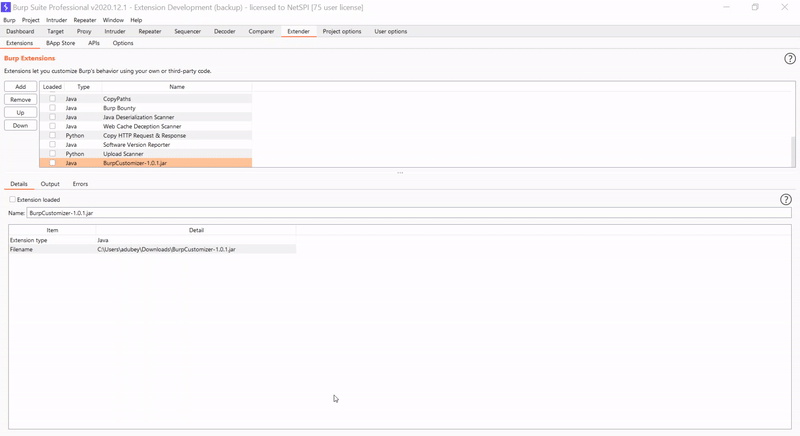 Burp Suite Professional v2020.12.1 - Extension Development (backup) - licensed to NetSPI [75 user license]
Burp Project Intruder Repeater Window Help
Dashboard Target Proxy Intruder Repeater Sequencer Decoder Comparer Extender Project options User options
Extensions BApp Store APIs Options
Burp Extensions
?
Extensions let you customize Burp's behavior using your own or third-party code.
Add
Remove
Up
Down
Loaded Type Name
Java CopyPaths
Java Burp Bounty
Java Java Deserialization Scanner
Java Web Cache Deception Scanner
Python Copy HTTP Request & Response
Java Software Version Reporter
Python Upload Scanner
Java BurpCustomizer-1.0.1.jar
Details Output Errors
Extension loaded
?
Name: BurpCustomizer-1.0.1.jar
Item Detail
Extension type Java
Filename C:\Users\adubey\Downloads\BurpCustomizer-1.0.1.jar